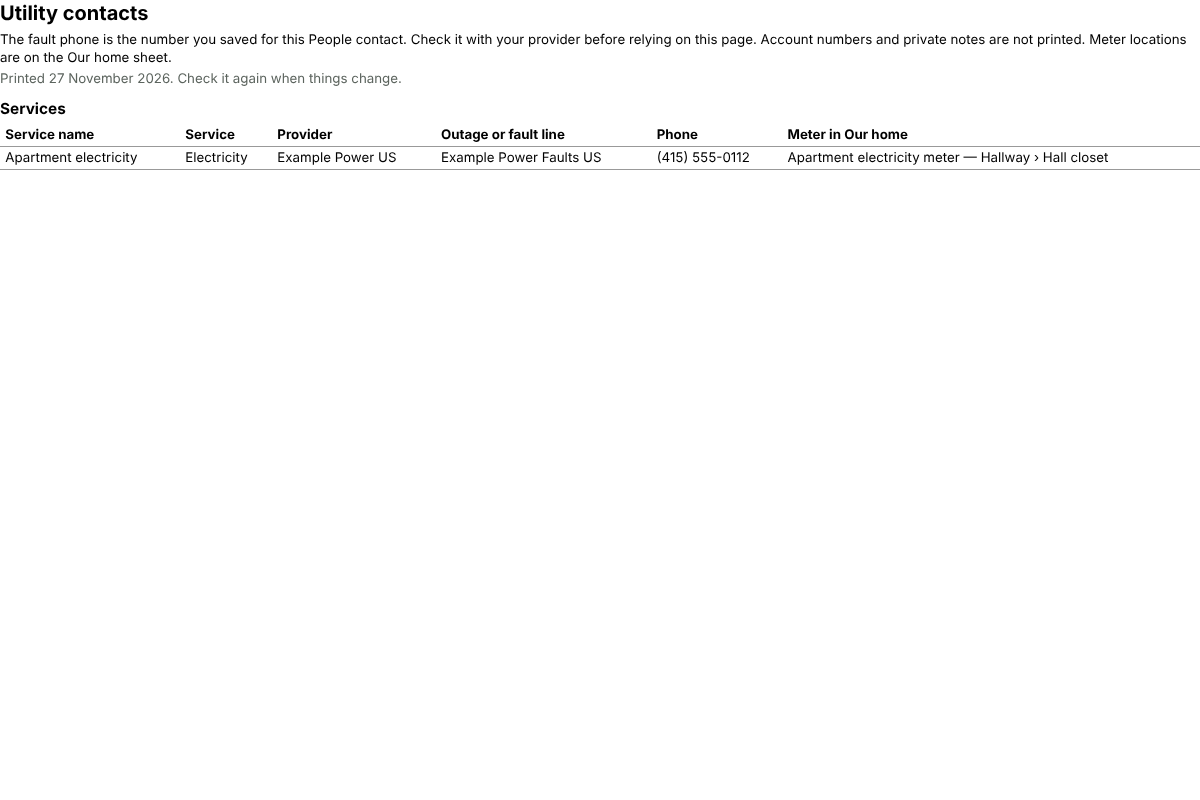 Utility contacts
The fault phone is the number you saved for this People contact. Check it with your provider before relying on this page. Account numbers and private notes are not printed. Meter locations
are on the Our home sheet.
Printed 27 November 2026. Check it again when things change.
Services
Service name Service Provider Outage or fault line Phone Meter in Our home
Apartment electricity Electricity Example Power US Example Power Faults US (415) 555-0112 Apartment electricity meter — Hallway › Hall closet